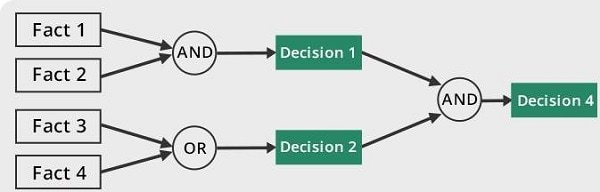 Fact 1
Fact 2
AND
Decision 1
Fact 3
Fact 4
OR
Decision 2
AND
Decision 4